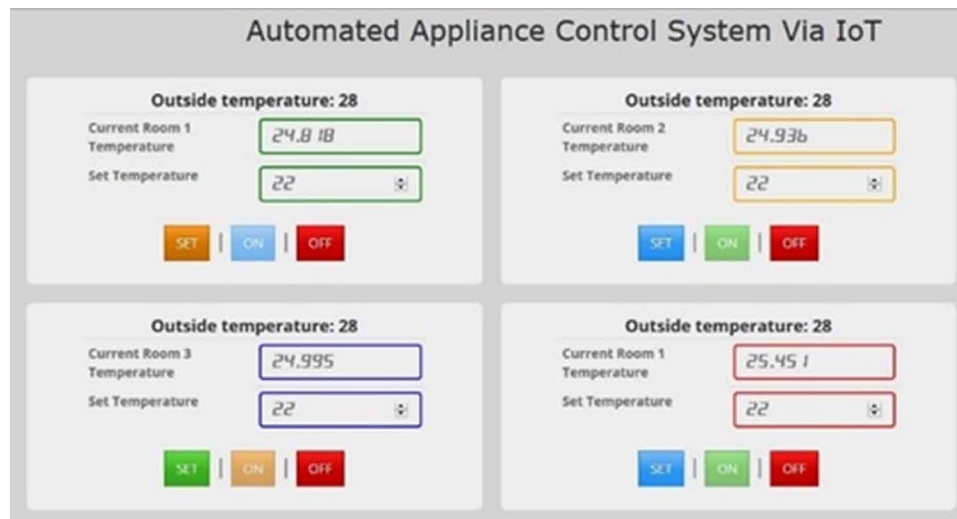 Automated Appliance Control System Via IoT
Outside temperature: 28
Current Room 1
Temperature
24.818
Set Temperature
22
SET | ON | OFF
Outside temperature: 28
Current Room 2
Temperature
24.936
Set Temperature
22
SET | ON | OFF
Outside temperature: 28
Current Room 3
Temperature
24.995
Set Temperature
22
SET | ON | OFF
Outside temperature: 28
Current Room 1
Temperature
25.451
Set Temperature
22
SET | ON | OFF